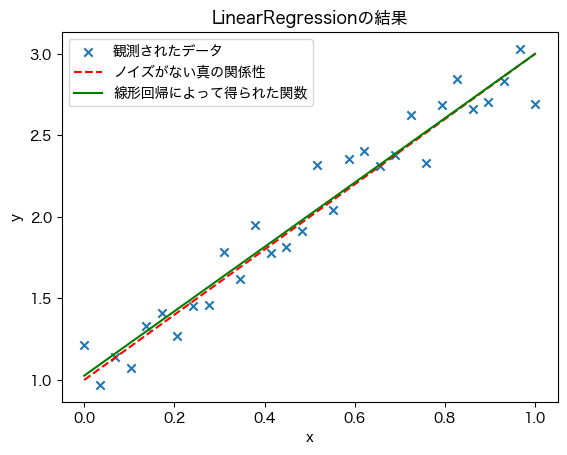 LinearRegressionの結果
観測されたデータ
ノイズがない真の関係性
線形回帰によって得られた関数
3.0
2.5
2.0
1.5
1.0
y
0.0 0.2 0.4 0.6 0.8 1.0
x